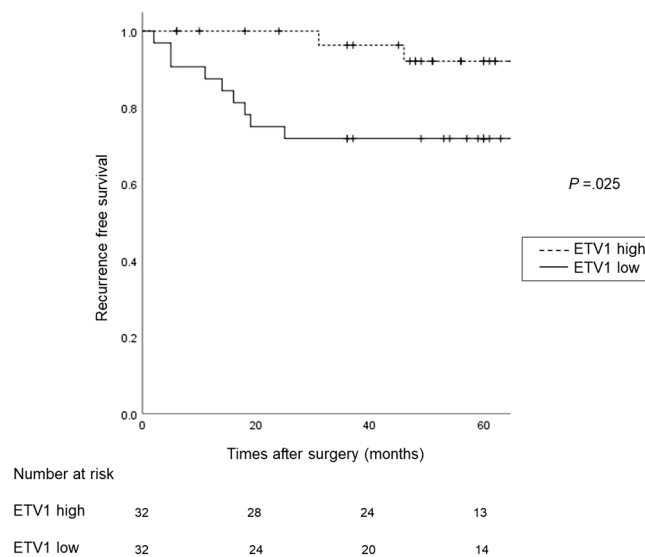 1.0
0.8
0.6
0.4
0.2
0.0
Recurrence free survival
0 20 40 60
Times after surgery (months)
P =.025
ETV1 high
ETV1 low
Number at risk
ETV1 high 32 28 24 13
ETV1 low 32 24 20 14